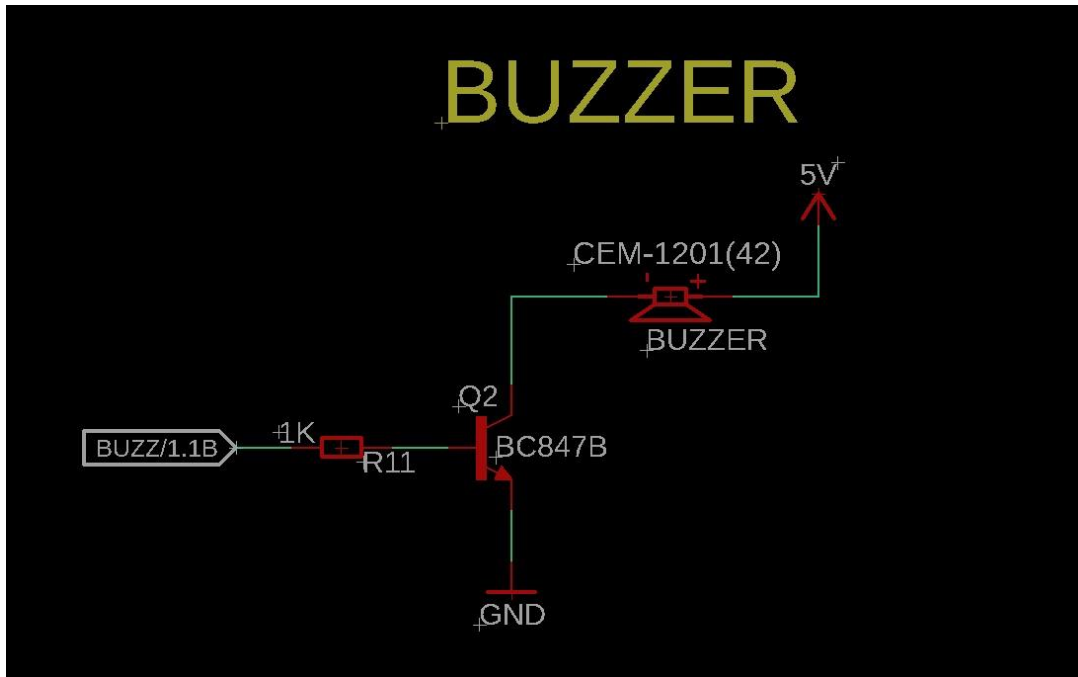 BUZZER
5V
CEM-1201(42)
- +
BUZZER
Q2
1K
BUZZ/1.1B
BC847B
R11
GND